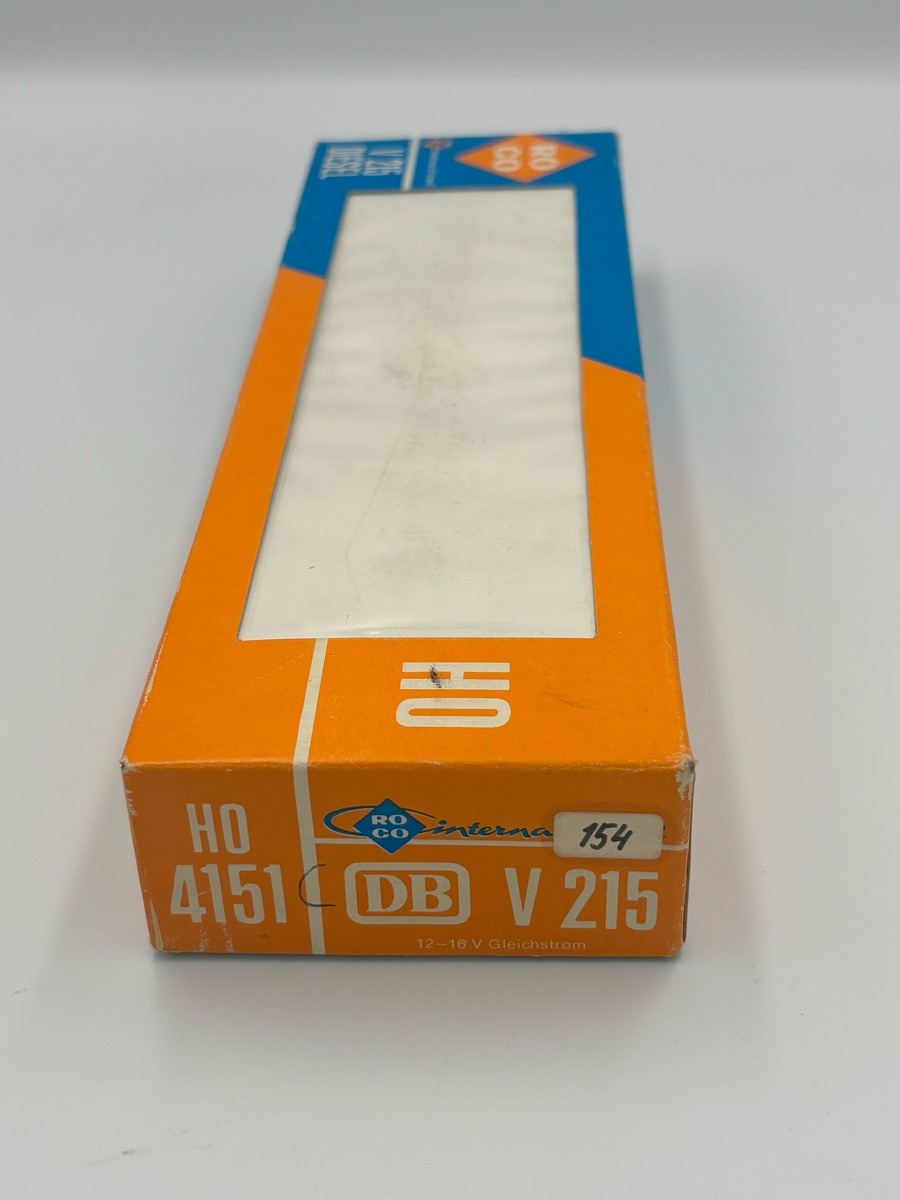 V 215
DIESEL
RO
CO
HO
HO
4151 C
RO
CO
interna
154
DB
V 215
12–16 V Gleichstrom